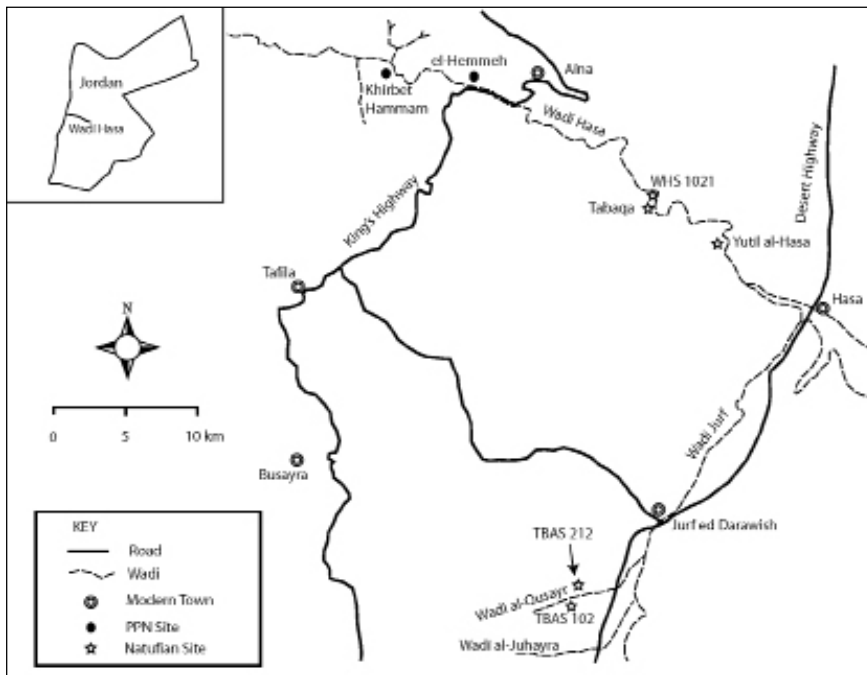 Jordan
Wadi Hasa
el-Hemmeh
Aina
Khirbet
Hammam
Wadi Hasa
King's Highway
WHS 1021
Tabaqa
Desert Highway
Yutil al-Hasa
Tafila
Hasa
N
0 5 10 km
Wadi Jurf
Busayra
Jurf ed Darawish
KEY
Road
Wadi
Modern Town
PPN Site
Natufian Site
TBAS 212
Wadi al-Qusayr
TBAS 102
Wadi al-Juhayra